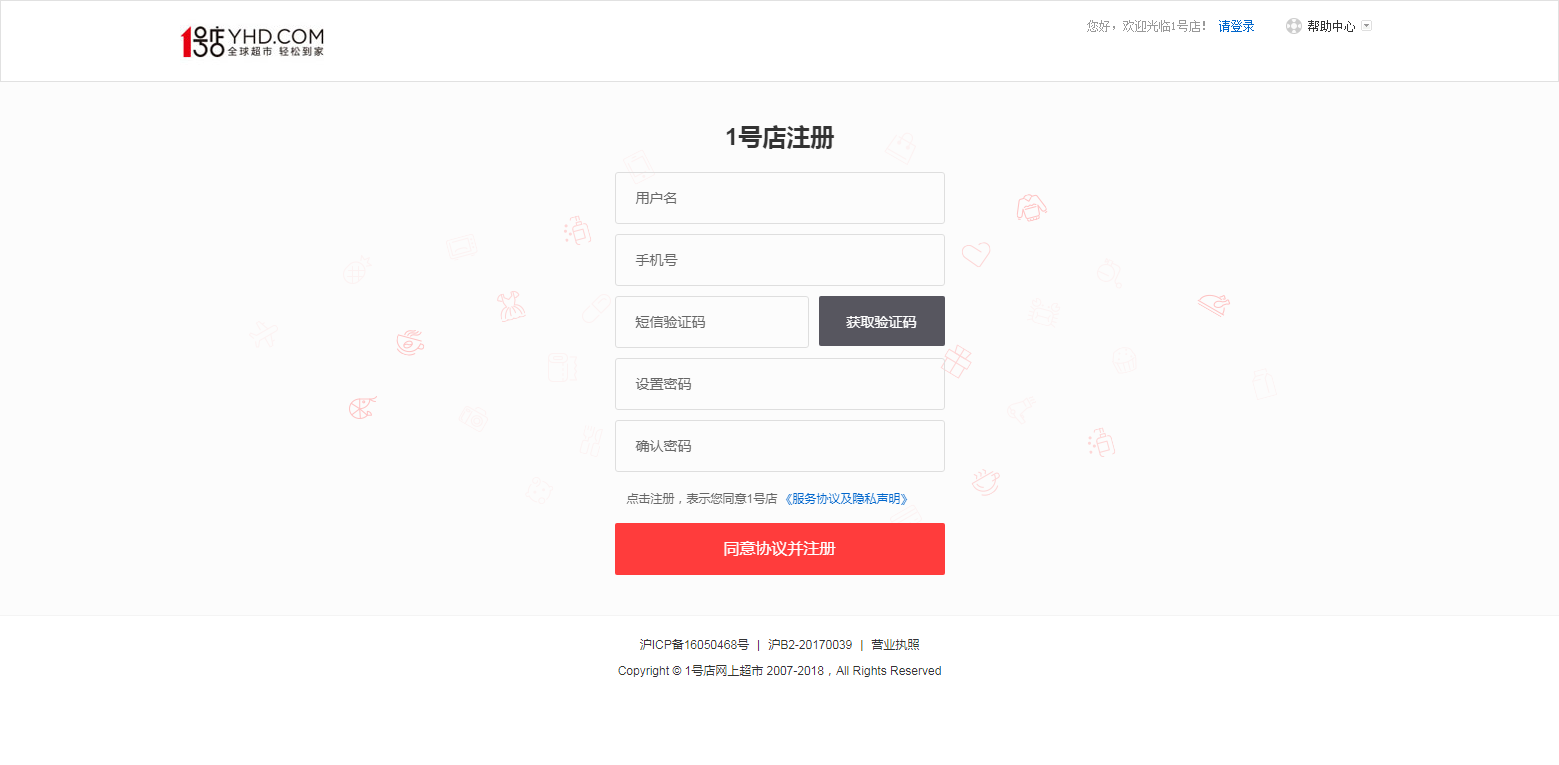 1号店 YHD.COM
全球超市 轻松到家
您好，欢迎光临1号店！ 请登录 帮助中心
1号店注册
用户名
手机号
短信验证码 获取验证码
设置密码
确认密码
点击注册，表示您同意1号店 《服务协议及隐私声明》
同意协议并注册
沪ICP备16050468号 | 沪B2-20170039 | 营业执照
Copyright © 1号店网上超市 2007-2018，All Rights Reserved